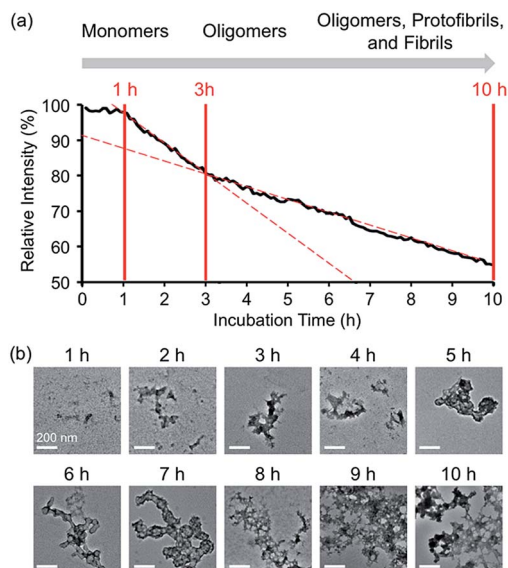 (a)
Monomers Oligomers Oligomers, Protofibrils,
and Fibrils
1 h 3h 10 h
Relative Intensity (%)
100
90
80
70
60
50
0 1 2 3 4 5 6 7 8 9 10
Incubation Time (h)
(b)
1 h 2 h 3 h 4 h 5 h
200 nm
6 h 7 h 8 h 9 h 10 h